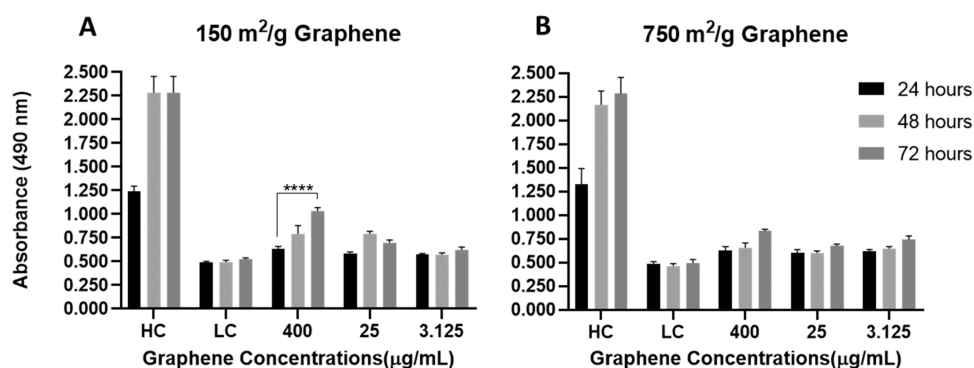 A
150 m²/g Graphene
Absorbance (490 nm)
2.500
2.250
2.000
1.750
1.500
1.250
1.000
0.750
0.500
0.250
0.000
****
HC LC 400 25 3.125
Graphene Concentrations(µg/mL)
B
750 m²/g Graphene
2.500
2.250
2.000
1.750
1.500
1.250
1.000
0.750
0.500
0.250
0.000
HC LC 400 25 3.125
Graphene Concentrations(µg/mL)
24 hours
48 hours
72 hours